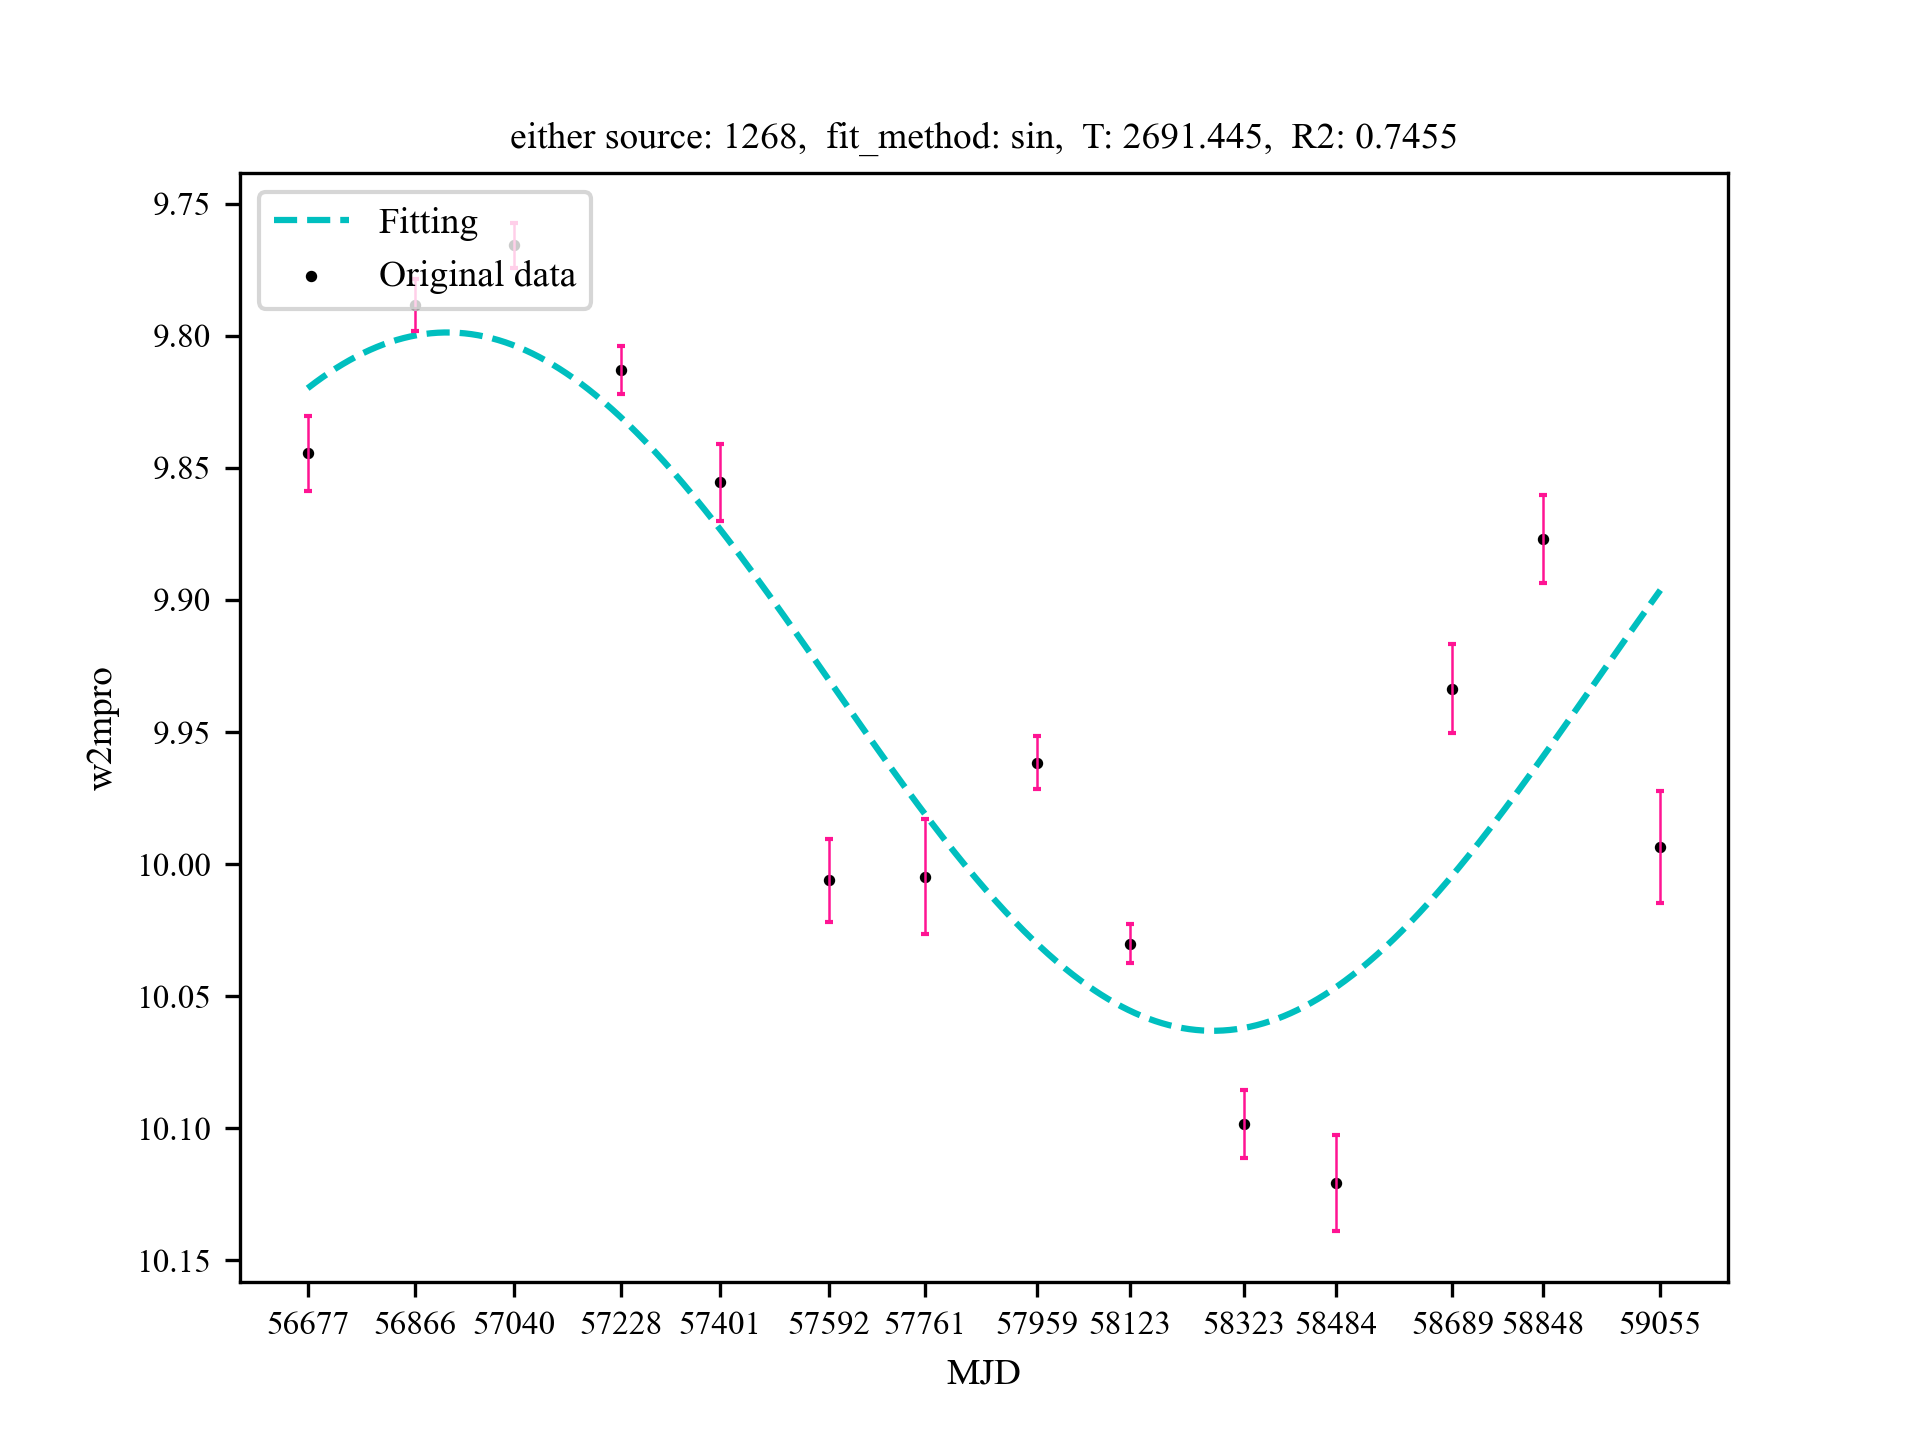 either source: 1268,  fit_method: sin,  T: 2691.445,  R2: 0.7455
Fitting
Original data
9.75
9.80
9.85
9.90
9.95
10.00
10.05
10.10
10.15
w2mpro
56677 56866 57040 57228 57401 57592 57761 57959 58123 58323 58484 58689 58848 59055
MJD